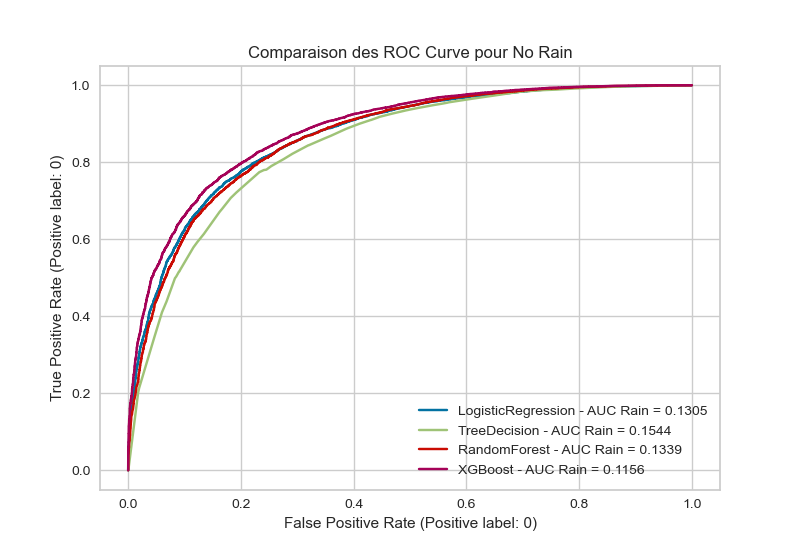 Comparaison des ROC Curve pour No Rain
True Positive Rate (Positive label: 0)
1.0
0.8
0.6
0.4
0.2
0.0
LogisticRegression - AUC Rain = 0.1305
TreeDecision - AUC Rain = 0.1544
RandomForest - AUC Rain = 0.1339
XGBoost - AUC Rain = 0.1156
0.0 0.2 0.4 0.6 0.8 1.0
False Positive Rate (Positive label: 0)